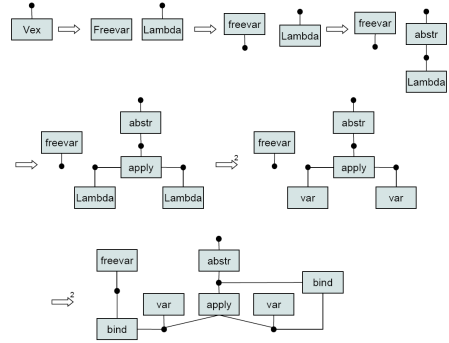 Vex Freevar Lambda freevar Lambda freevar abstr Lambda
freevar abstr apply Lambda Lambda 2 freevar abstr apply var var
2 freevar abstr bind var apply var bind